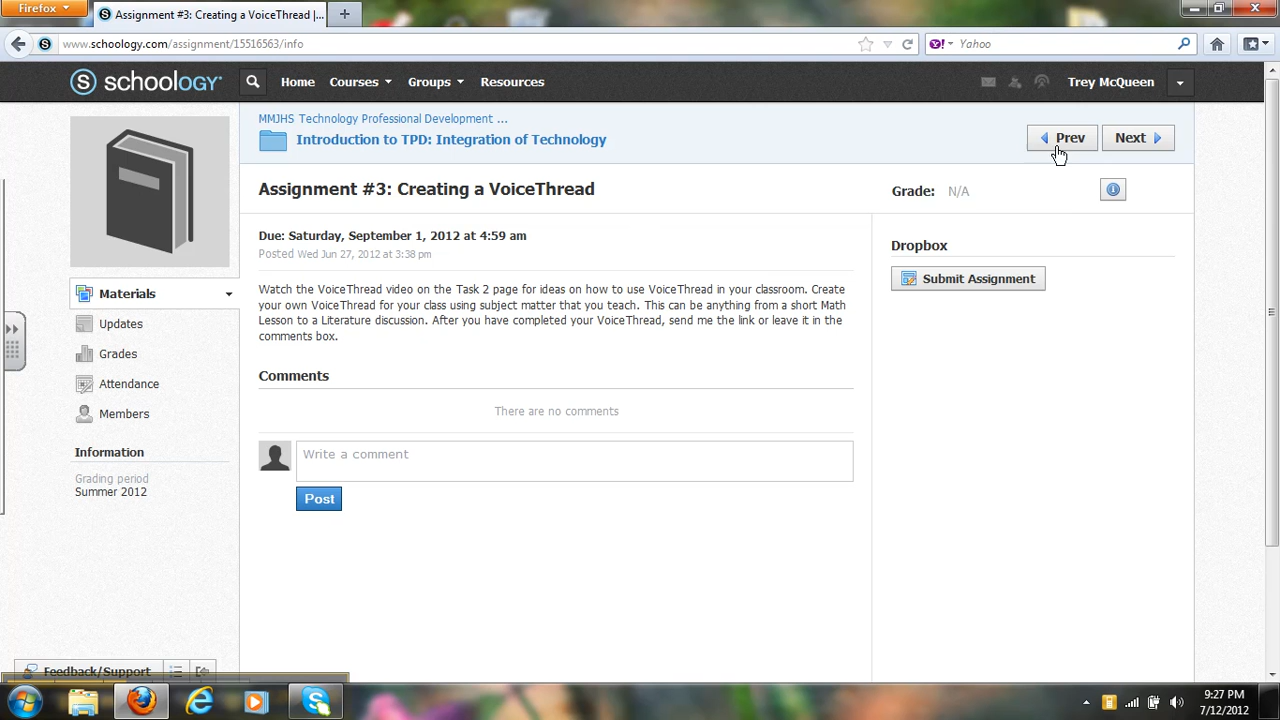 Firefox
Assignment #3: Creating a VoiceThread |...
www.schoology.com/assignment/15516563/info
Yahoo
S schoology®
Home
Courses
Groups
Resources
Trey McQueen
MMJHS Technology Professional Development ...
Introduction to TPD: Integration of Technology
Prev
Next
Assignment #3: Creating a VoiceThread
Grade: N/A
Due: Saturday, September 1, 2012 at 4:59 am
Posted Wed Jun 27, 2012 at 3:38 pm
Dropbox
Submit Assignment
Materials
Updates
Grades
Attendance
Members
Information
Grading period
Summer 2012
Watch the VoiceThread video on the Task 2 page for ideas on how to use VoiceThread in your classroom. Create
your own VoiceThread for your class using subject matter that you teach. This can be anything from a short Math
Lesson to a Literature discussion. After you have completed your VoiceThread, send me the link or leave it in the
comments box.
Comments
There are no comments
Write a comment
Post
Feedback/Support
9:27 PM
7/12/2012